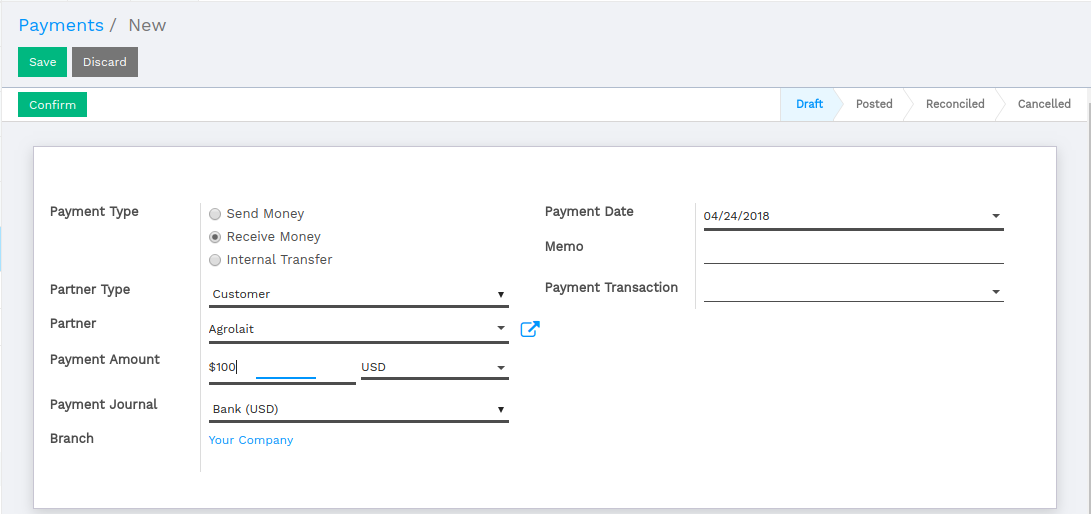 Payments / New
Save Discard
Confirm
Draft Posted Reconciled Cancelled
Payment Type
Send Money
Receive Money
Internal Transfer
Partner Type Customer
Partner Agrolait
Payment Amount $100 USD
Payment Journal Bank (USD)
Branch Your Company
Payment Date 04/24/2018
Memo
Payment Transaction